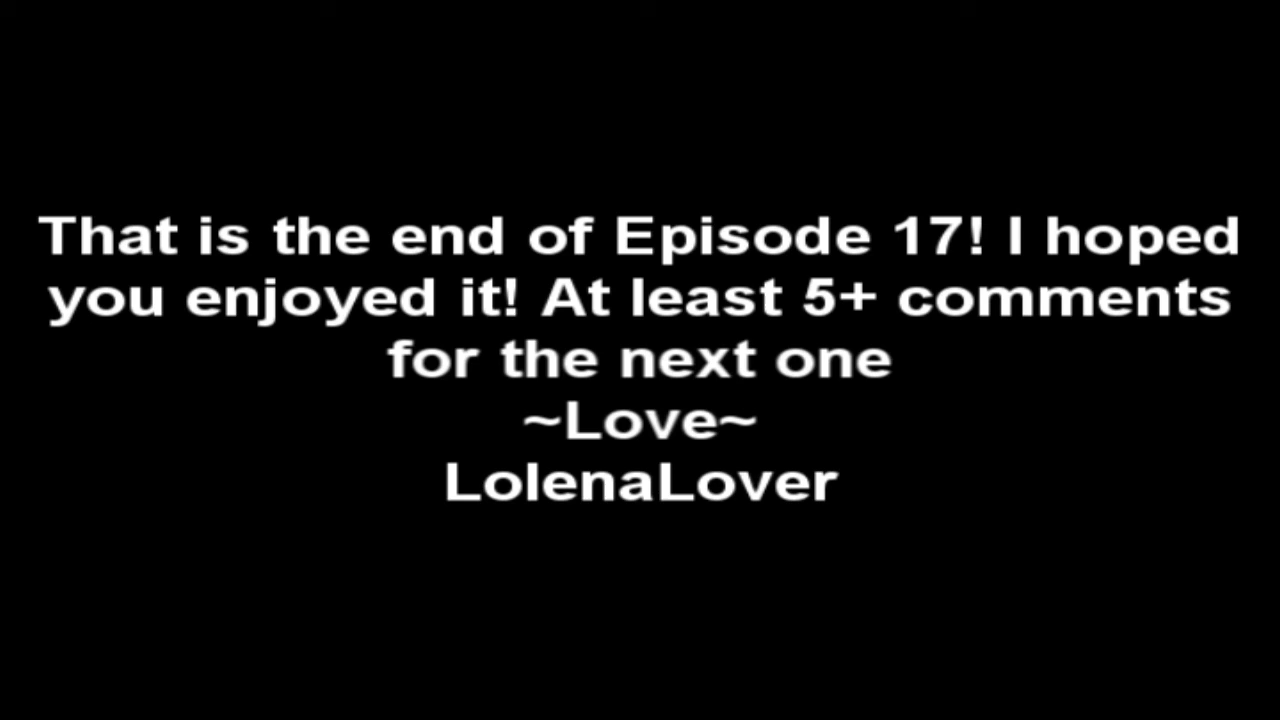 That is the end of Episode 17! I hoped
you enjoyed it! At least 5+ comments
for the next one
~Love~
LolenaLover